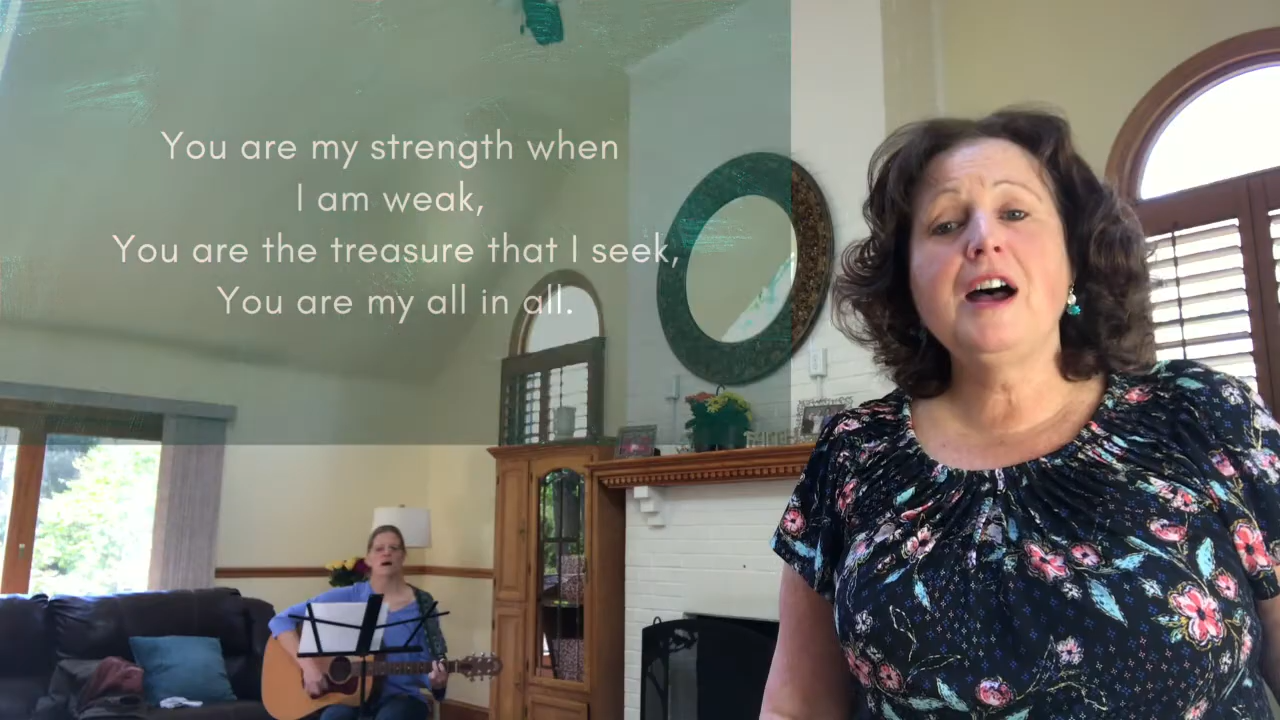 You are my strength when
I am weak,
You are the treasure that I seek,
You are my all in all.